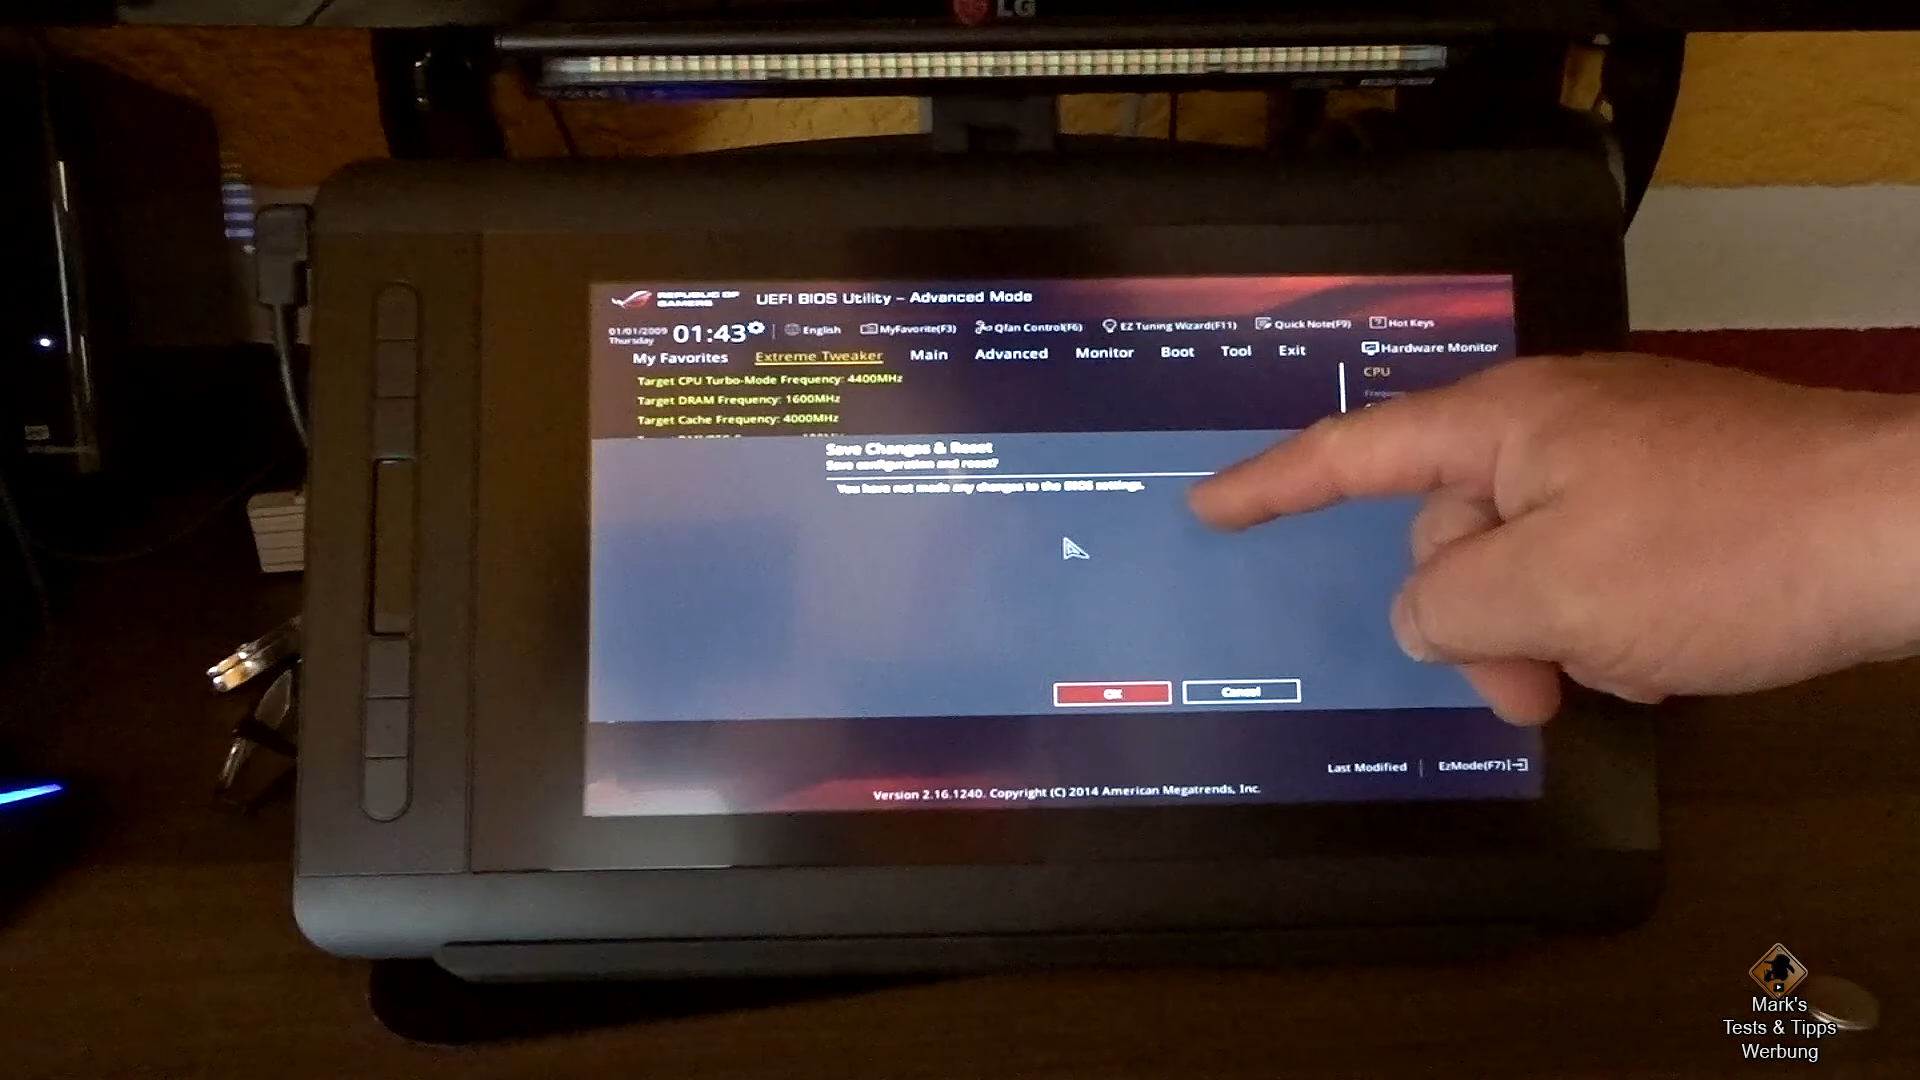 LG
REPUBLIC OF
GAMERS
UEFI BIOS Utility – Advanced Mode
01/01/2009
Thursday
01:43
English
MyFavorite(F3)
Qfan Control(F6)
EZ Tuning Wizard(F11)
Quick Note(F9)
Hot Keys
My Favorites
Extreme Tweaker
Main
Advanced
Monitor
Boot
Tool
Exit
Hardware Monitor
Target CPU Turbo-Mode Frequency: 4400MHz
CPU
Target DRAM Frequency: 1600MHz
Target Cache Frequency: 4000MHz
Save Changes & Reset
Save configuration and reset?
You have not made any changes to the BIOS settings.
OK
Cancel
Last Modified
EzMode(F7)
Version 2.16.1240. Copyright (C) 2014 American Megatrends, Inc.
Mark's
Tests & Tipps
Werbung